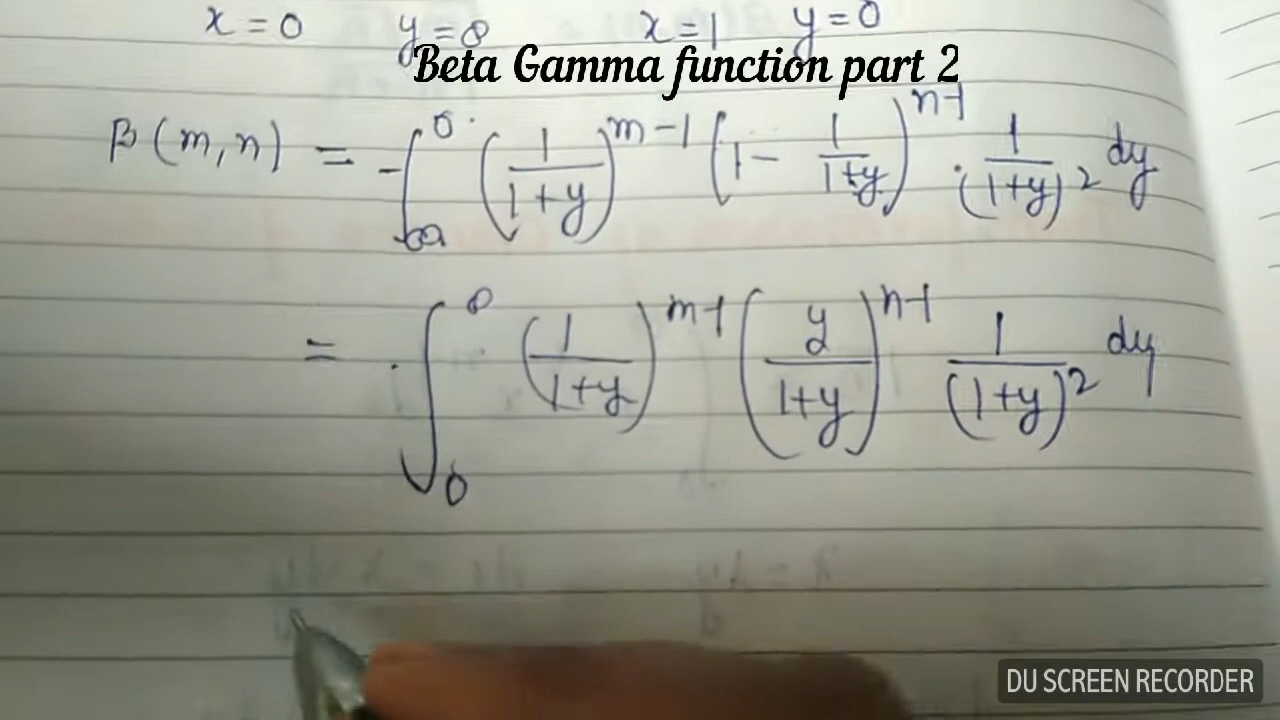 x = 0 y = ∞ x = 1 y = 0
Beta Gamma function part 2
β(m,n) = -∫_∞^0 (1/(1+y))^{m-1} (1 - 1/(1+y))^{n-1} · 1/(1+y)^2 dy
= ∫_0^∞ (1/(1+y))^{m-1} (y/(1+y))^{n-1} 1/(1+y)^2 dy
DU SCREEN RECORDER